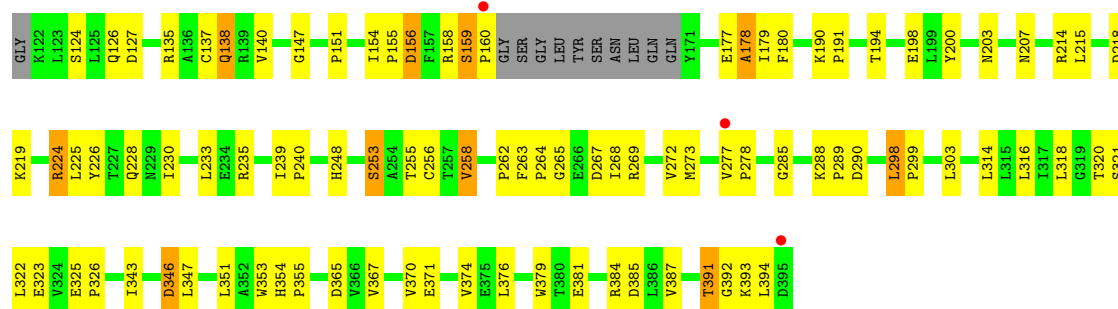 GLY K122 L123 S124 L125 Q126 D127 R135 A136 C137 Q138 R139 V140 G147 P151 I154 P155 D156 F157 R158 S159 P160 GLY SER GLY LEU TYR SER ASN LEU GLN GLN Y171 E177 A178 I179 F180 K190 P191 T194 E198 L199 Y200 N203 N207 R214 L215 D218
K219 R224 L225 Y226 T227 Q228 N229 I230 L233 E234 R235 I239 P240 H248 S253 A254 T255 C256 T257 V258 P262 F263 P264 G265 E266 D267 I268 R269 V272 M273 V277 P278 G285 K288 P289 D290 L298 P299 L303 L314 L315 L316 I317 L318 G319 T320 S321
L322 E323 V324 E325 P326 I343 D346 L347 L351 A352 W353 H354 P355 D365 V366 V367 V370 E371 V374 E375 L376 W379 T380 E381 R384 D385 L386 V387 T391 G392 K393 L394 D395